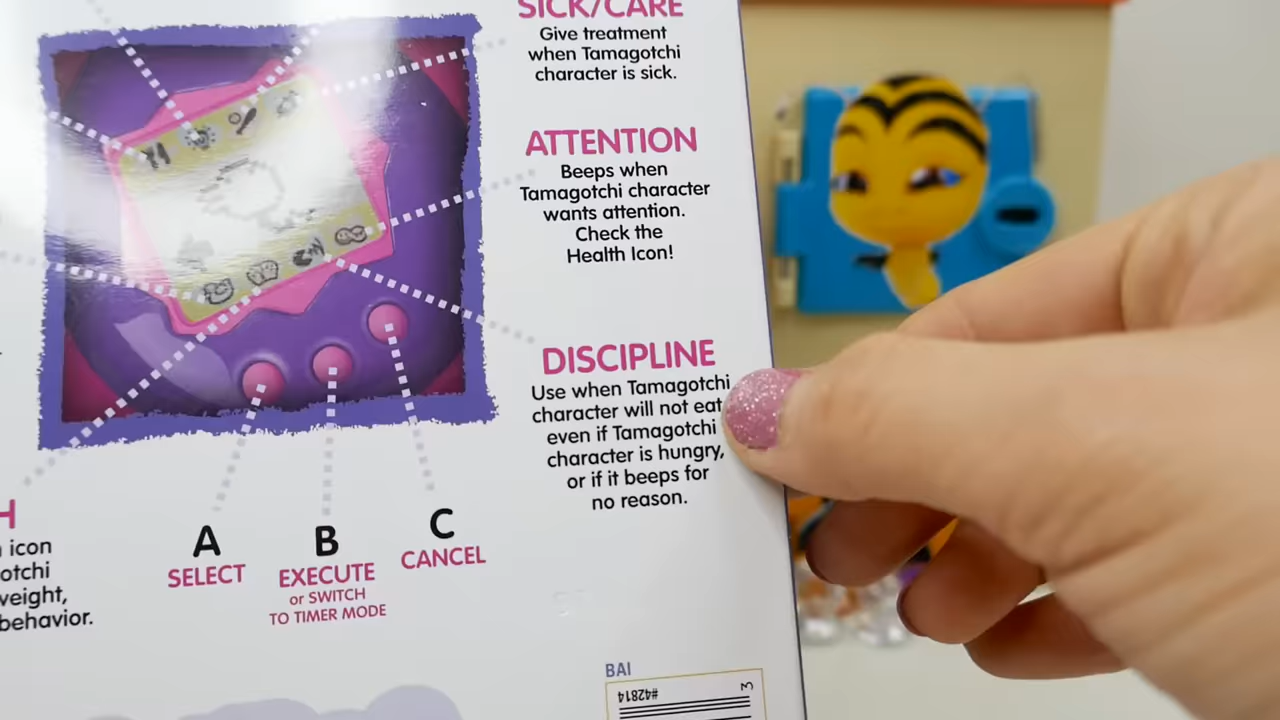 SICK/CARE
Give treatment
when Tamagotchi
character is sick.
ATTENTION
Beeps when
Tamagotchi character
wants attention.
Check the
Health Icon!
DISCIPLINE
Use when Tamagotchi
character will not eat
even if Tamagotchi
character is hungry,
or if it beeps for
no reason.
H
icon
otchi
weight,
behavior.
A
SELECT
B
EXECUTE
or SWITCH
TO TIMER MODE
C
CANCEL
BAI
#42814
3